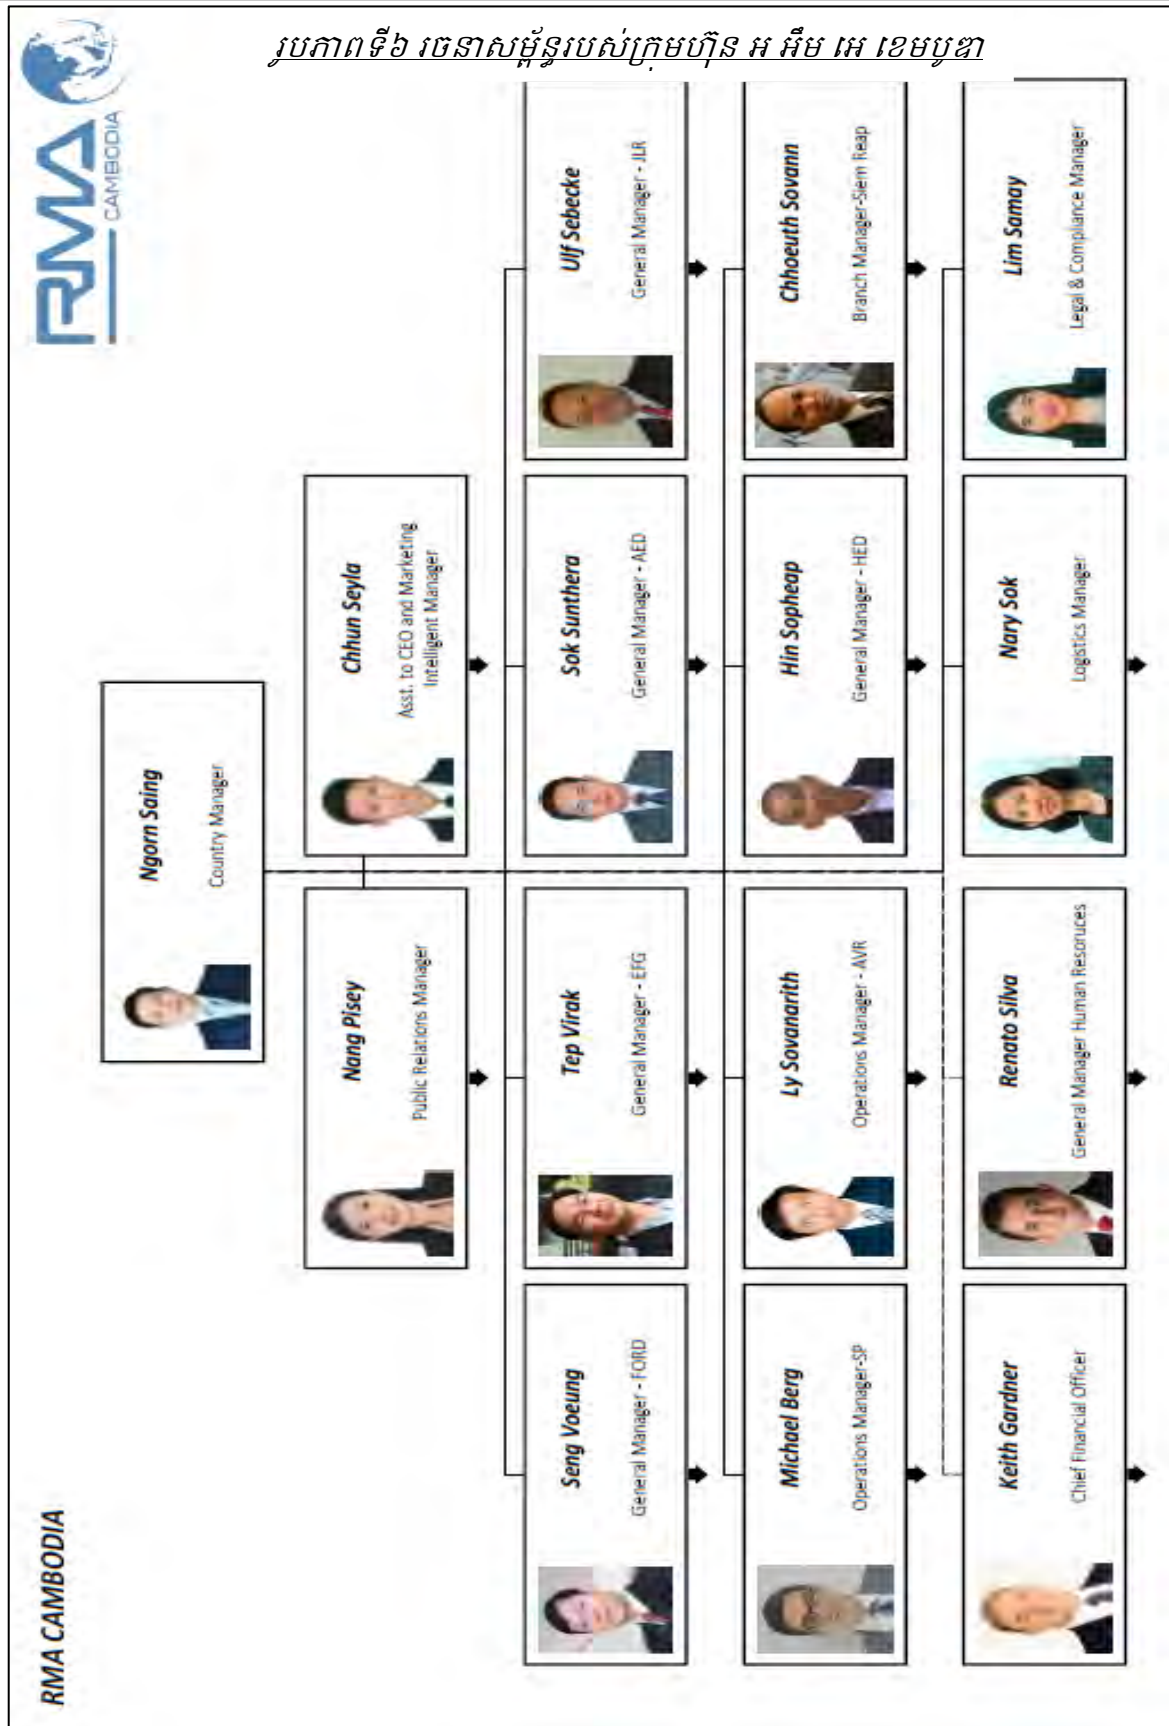 រូបភាពទី៦ រចនាសម្ព័ន្ធរបស់ក្រុមហ៊ុន អ អឹម អេ ខេមបូឌា
RMA CAMBODIA
RMA
CAMBODIA
Ngorn Saing
Country Manager
Nang Pisey
Public Relations Manager
Chhun Seyla
Asst. to CEO and Marketing
Intelligent Manager
Seng Voeung
General Manager - FORD
Tep Virak
General Manager - EFG
Sok Sunthera
General Manager - AED
Ulf Sebecke
General Manager - JLR
Michael Berg
Operations Manager-SP
Ly Sovanarith
Operations Manager - AVR
Hin Sopheap
General Manager - HED
Chhoeuth Sovann
Branch Manager-Siem Reap
Keith Gardner
Chief Financial Officer
Renato Silva
General Manager Human Resoruces
Nary Sok
Logistics Manager
Lim Samay
Legal & Compliance Manager